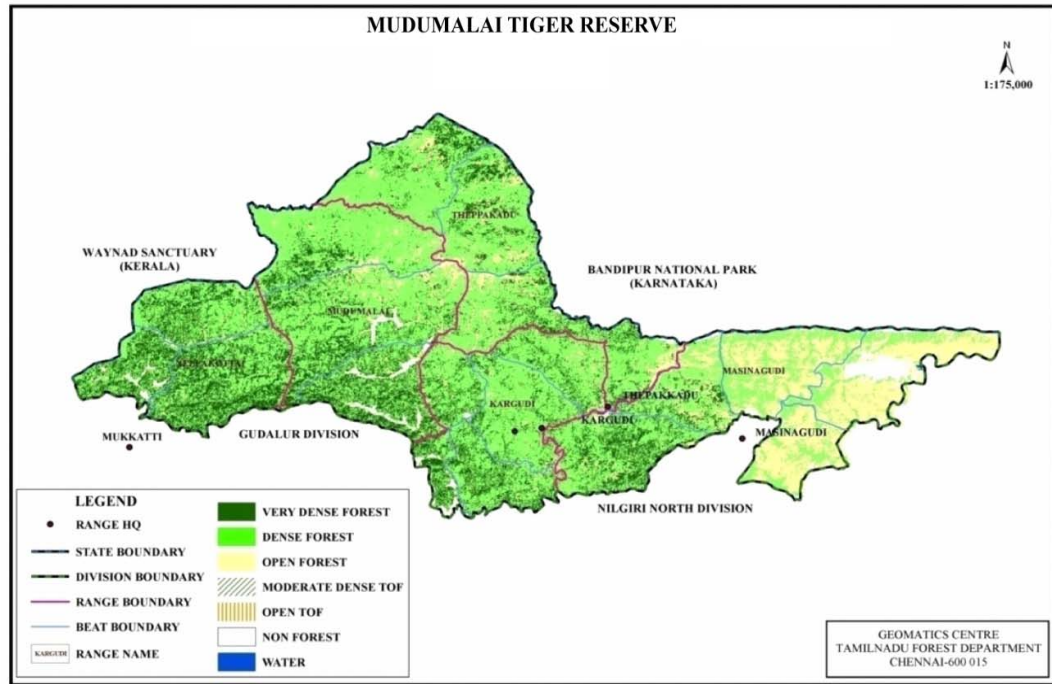 MUDUMALAI TIGER RESERVE
N
1:175,000
THEPPAKADU
WAYNAD SANCTUARY
(KERALA)
BANDIPUR NATIONAL PARK
(KARNATAKA)
MUDUMALAI
MASINAGUDI
THEPAKKADU
KARGUDI
KARGUDI
MASINAGUDI
MUKKATTI
GUDALUR DIVISION
NILGIRI NORTH DIVISION
LEGEND
RANGE HQ
STATE BOUNDARY
DIVISION BOUNDARY
RANGE BOUNDARY
BEAT BOUNDARY
KARGUDI RANGE NAME
VERY DENSE FOREST
DENSE FOREST
OPEN FOREST
MODERATE DENSE TOF
OPEN TOF
NON FOREST
WATER
GEOMATICS CENTRE
TAMILNADU FOREST DEPARTMENT
CHENNAI-600 015